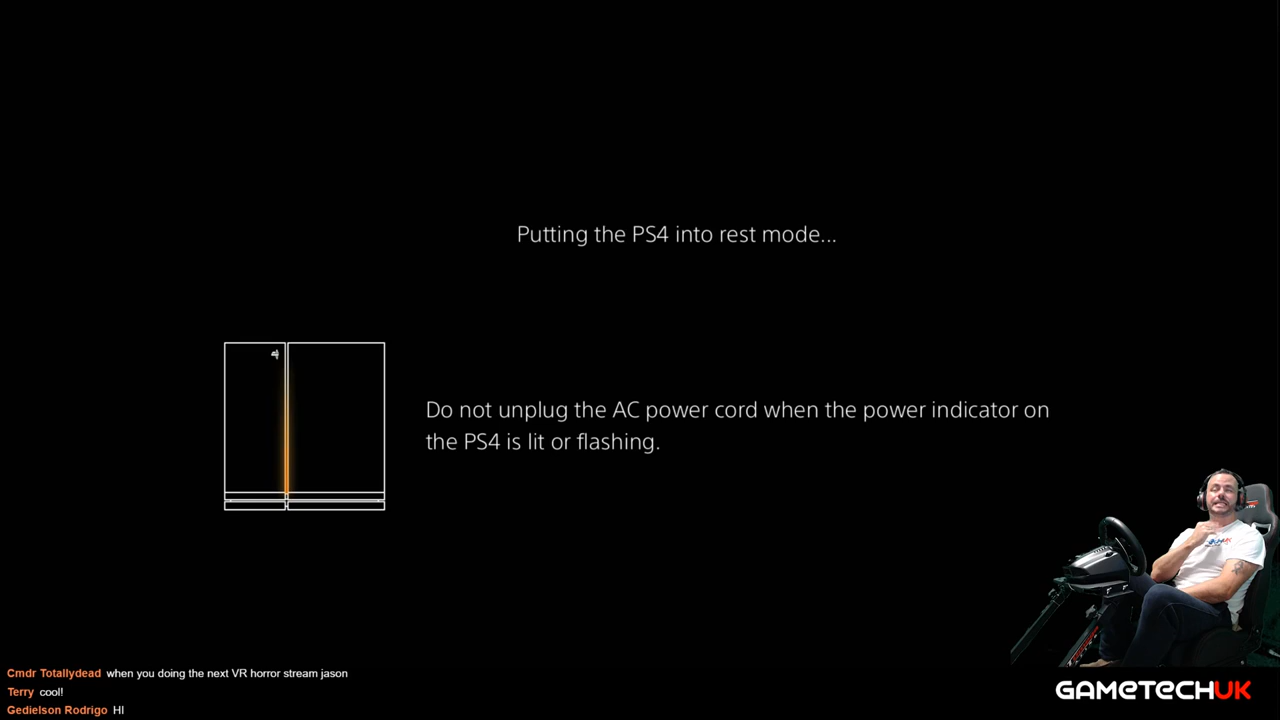 Putting the PS4 into rest mode...
Do not unplug the AC power cord when the power indicator on
the PS4 is lit or flashing.
Cmdr Totallydead when you doing the next VR horror stream jason
Terry cool!
Gedielson Rodrigo HI
GAMETECHUK